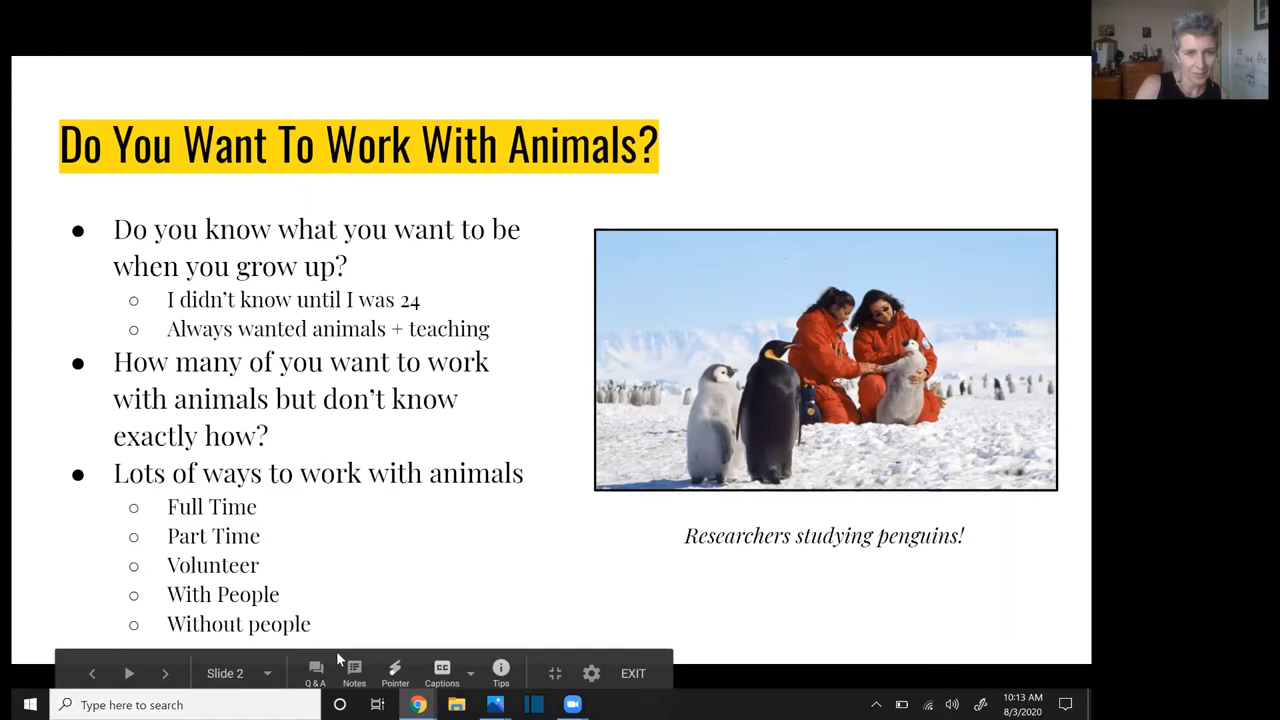 Do You Want To Work With Animals?
● Do you know what you want to be
when you grow up?
○ I didn't know until I was 24
○ Always wanted animals + teaching
● How many of you want to work
with animals but don't know
exactly how?
● Lots of ways to work with animals
○ Full Time
○ Part Time
○ Volunteer
○ With People
○ Without people
Researchers studying penguins!
Slide 2
Q & A
Notes
Pointer
CC
Captions
Tips
EXIT
Type here to search
10:13 AM
8/3/2020